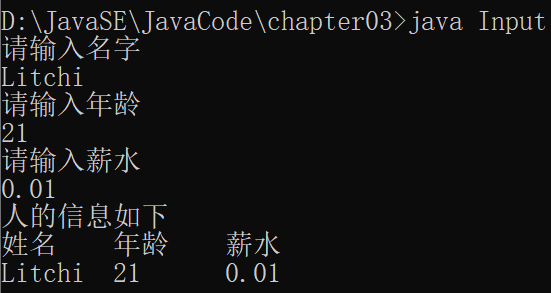 D:\JavaSE\JavaCode\chapter03>java Input
请输入名字
Litchi
请输入年龄
21
请输入薪水
0.01
人的信息如下
姓名 年龄 薪水
Litchi 21 0.01